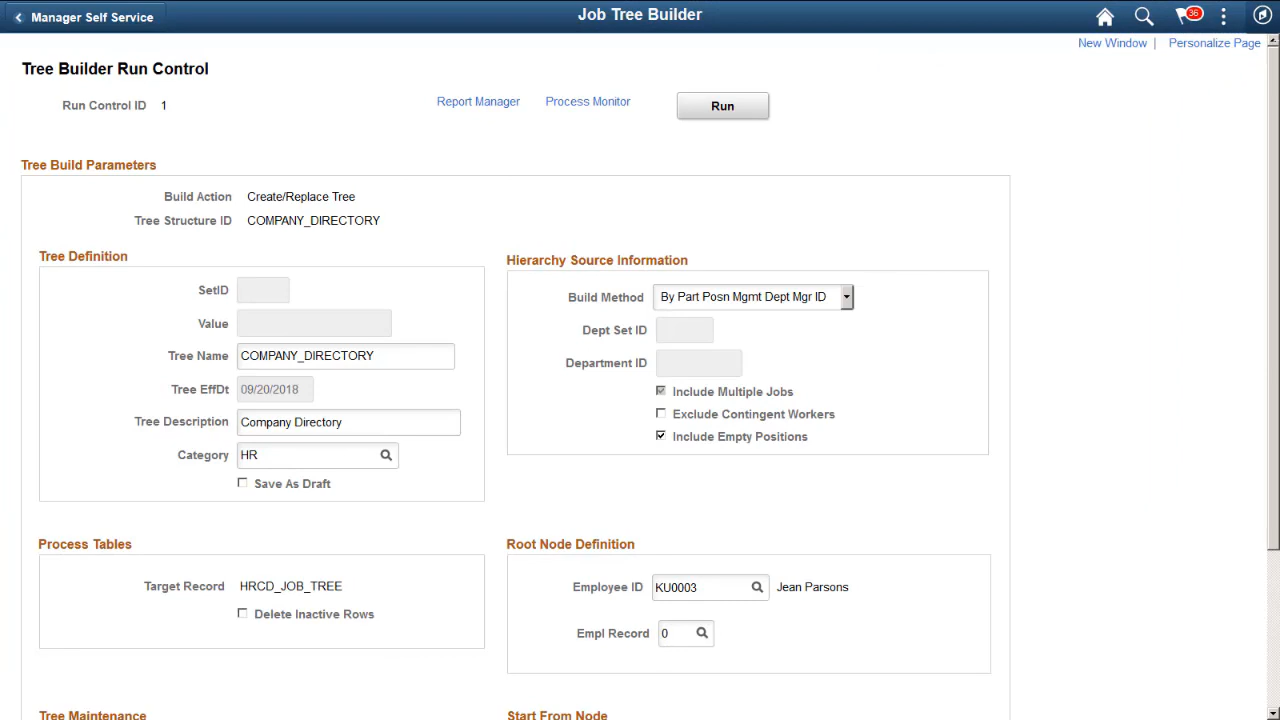 Manager Self Service
Job Tree Builder
36
New Window | Personalize Page
Tree Builder Run Control
Run Control ID 1
Report Manager Process Monitor Run
Tree Build Parameters
Build Action Create/Replace Tree
Tree Structure ID COMPANY_DIRECTORY
Tree Definition
SetID
Value
Tree Name COMPANY_DIRECTORY
Tree EffDt 09/20/2018
Tree Description Company Directory
Category HR
Save As Draft
Hierarchy Source Information
Build Method By Part Posn Mgmt Dept Mgr ID
Dept Set ID
Department ID
Include Multiple Jobs
Exclude Contingent Workers
Include Empty Positions
Process Tables
Target Record HRCD_JOB_TREE
Delete Inactive Rows
Root Node Definition
Employee ID KU0003 Jean Parsons
Empl Record 0
Tree Maintenance
Start From Node